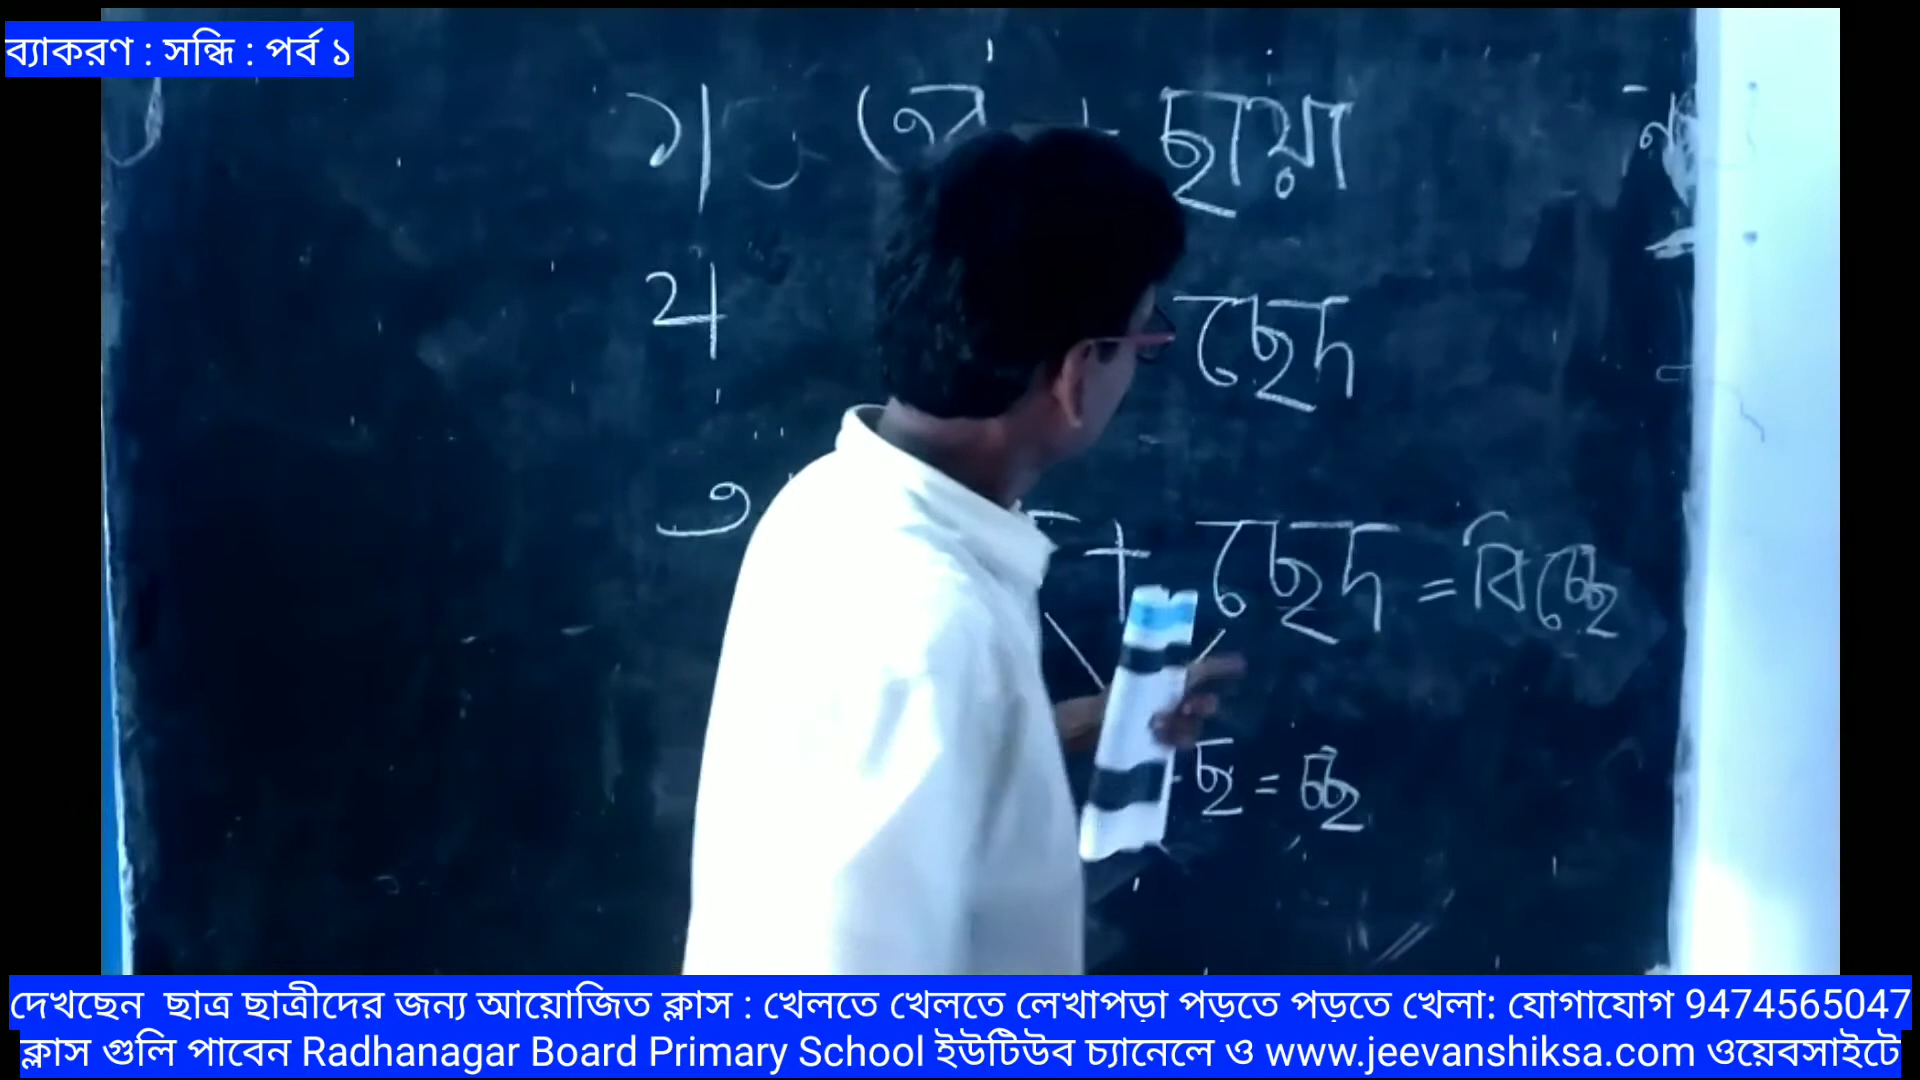 ব্যাকরণ : সন্ধি : পর্ব ১
১| + ছায়া
২| ছেদ
৩ + ছেদ = বিচ্ছে
ছ = চ্ছ
দেখছেন ছাত্র ছাত্রীদের জন্য আয়োজিত ক্লাস : খেলতে খেলতে লেখাপড়া পড়তে পড়তে খেলা: যোগাযোগ 9474565047
ক্লাস গুলি পাবেন Radhanagar Board Primary School ইউটিউব চ্যানেলে ও www.jeevanshiksa.com ওয়েবসাইটে